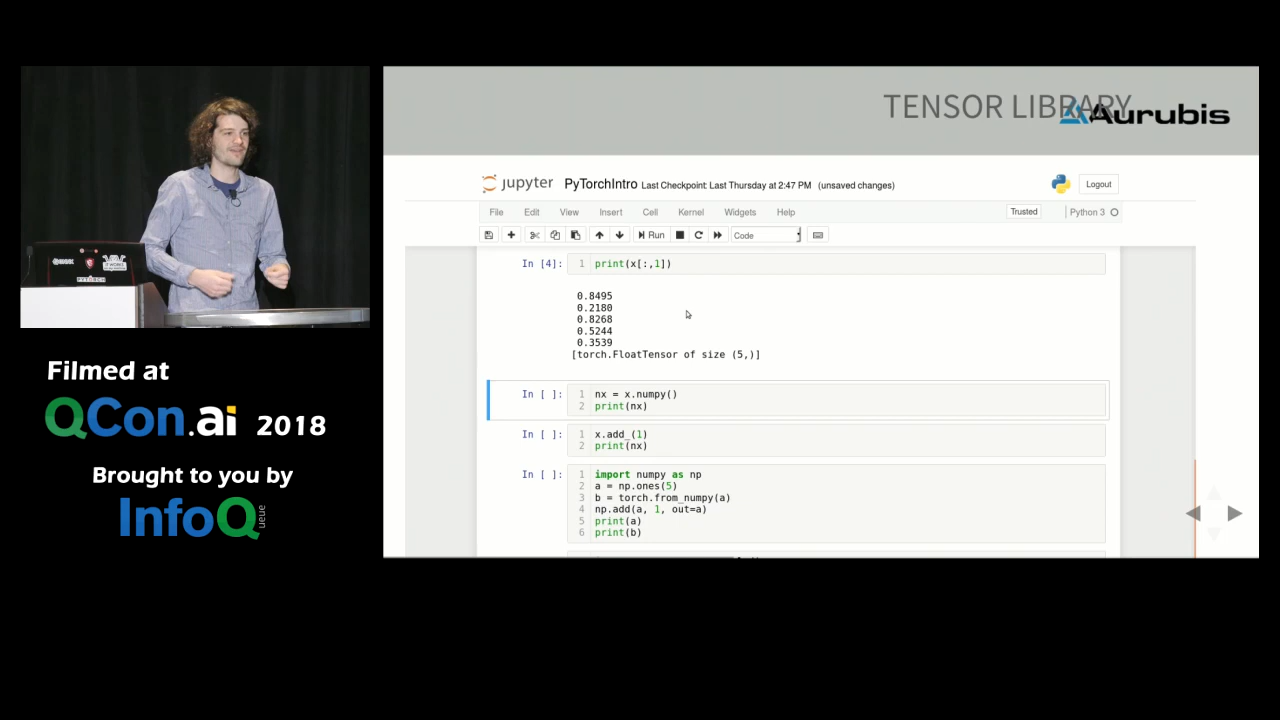 TENSOR LIBRARY
Aurubis
jupyter PyTorchIntro Last Checkpoint: Last Thursday at 2:47 PM (unsaved changes)
Logout
File Edit View Insert Cell Kernel Widgets Help
Trusted
Python 3
Run
Code
In [4]: 1 print(x[:,1])
0.8495
0.2180
0.8268
0.5244
0.3539
[torch.FloatTensor of size (5,)]
In [ ]: 1 nx = x.numpy()
2 print(nx)
In [ ]: 1 x.add_(1)
2 print(nx)
In [ ]: 1 import numpy as np
2 a = np.ones(5)
3 b = torch.from_numpy(a)
4 np.add(a, 1, out=a)
5 print(a)
6 print(b)
PYTORCH
Filmed at
QCon.ai 2018
Brought to you by
InfoQ
ueue